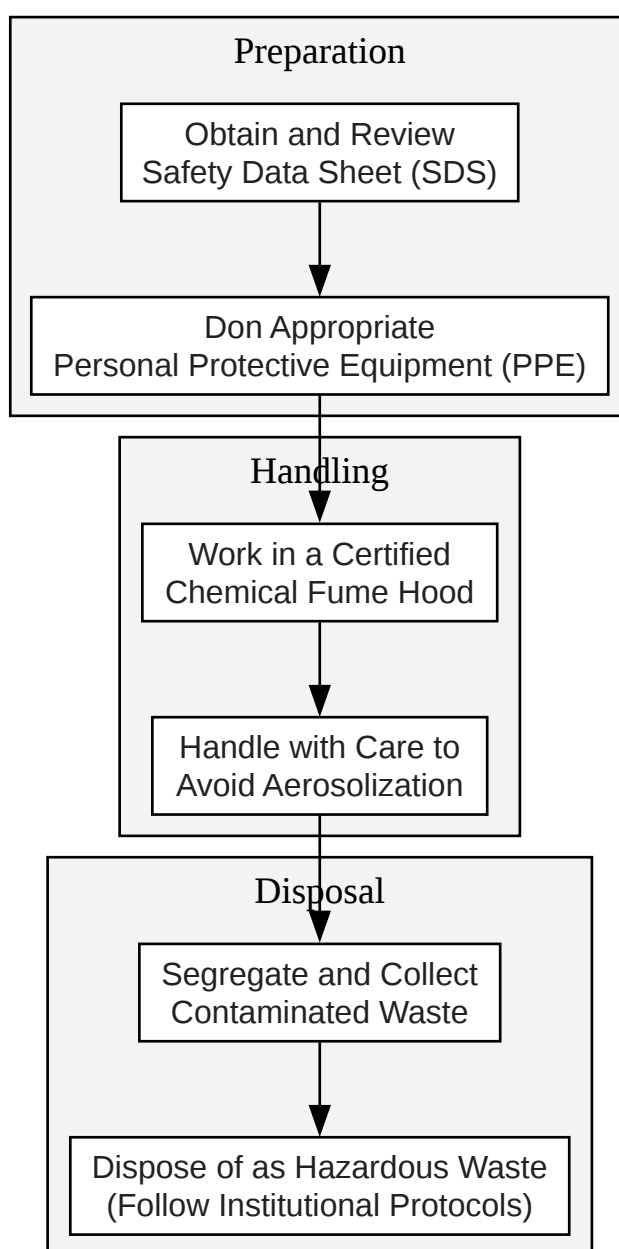 Preparation
Obtain and Review
Safety Data Sheet (SDS)
Don Appropriate
Personal Protective Equipment (PPE)
Handling
Work in a Certified
Chemical Fume Hood
Handle with Care to
Avoid Aerosolization
Disposal
Segregate and Collect
Contaminated Waste
Dispose of as Hazardous Waste
(Follow Institutional Protocols)